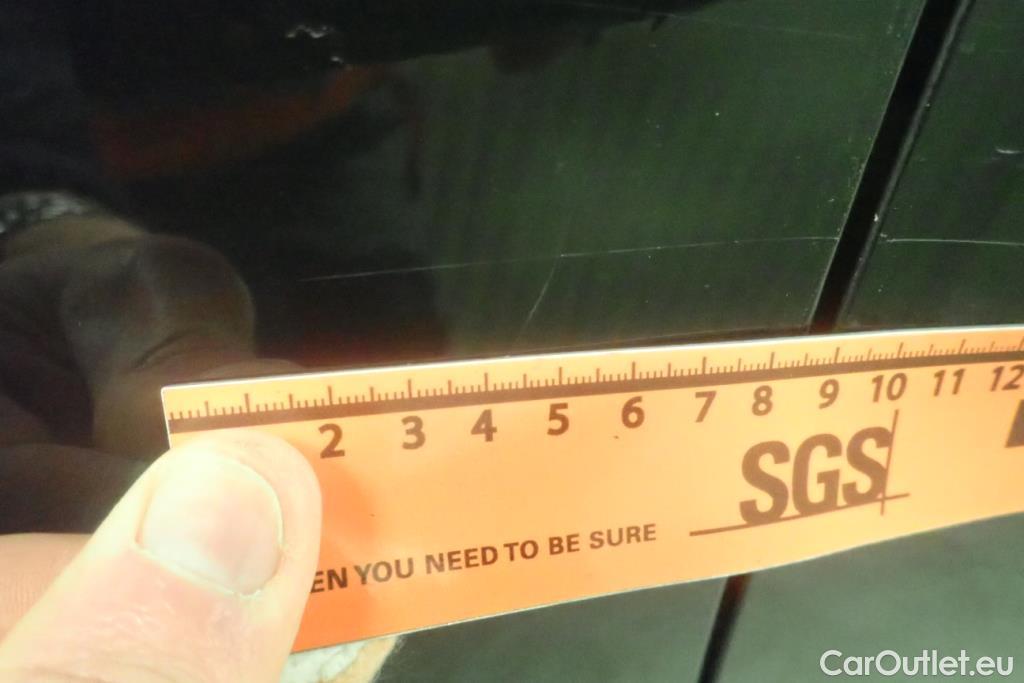 2 3 4 5 6 7 8 9 10 11 12
SGS
EN YOU NEED TO BE SURE
CarOutlet.eu